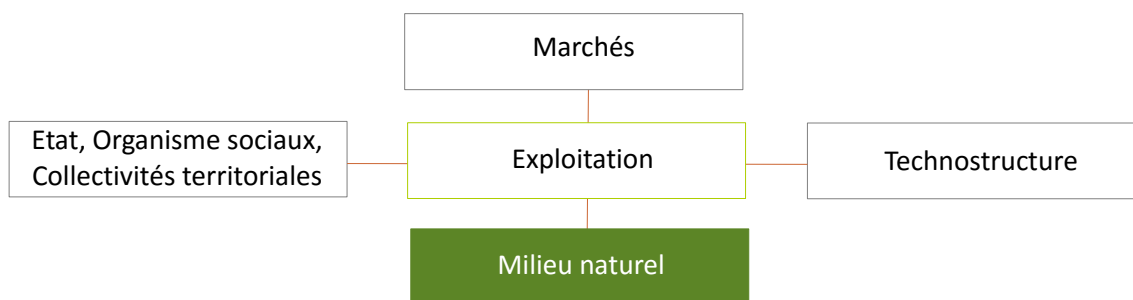 Marchés
Etat, Organisme sociaux,
Collectivités territoriales
Exploitation
Technostructure
Milieu naturel